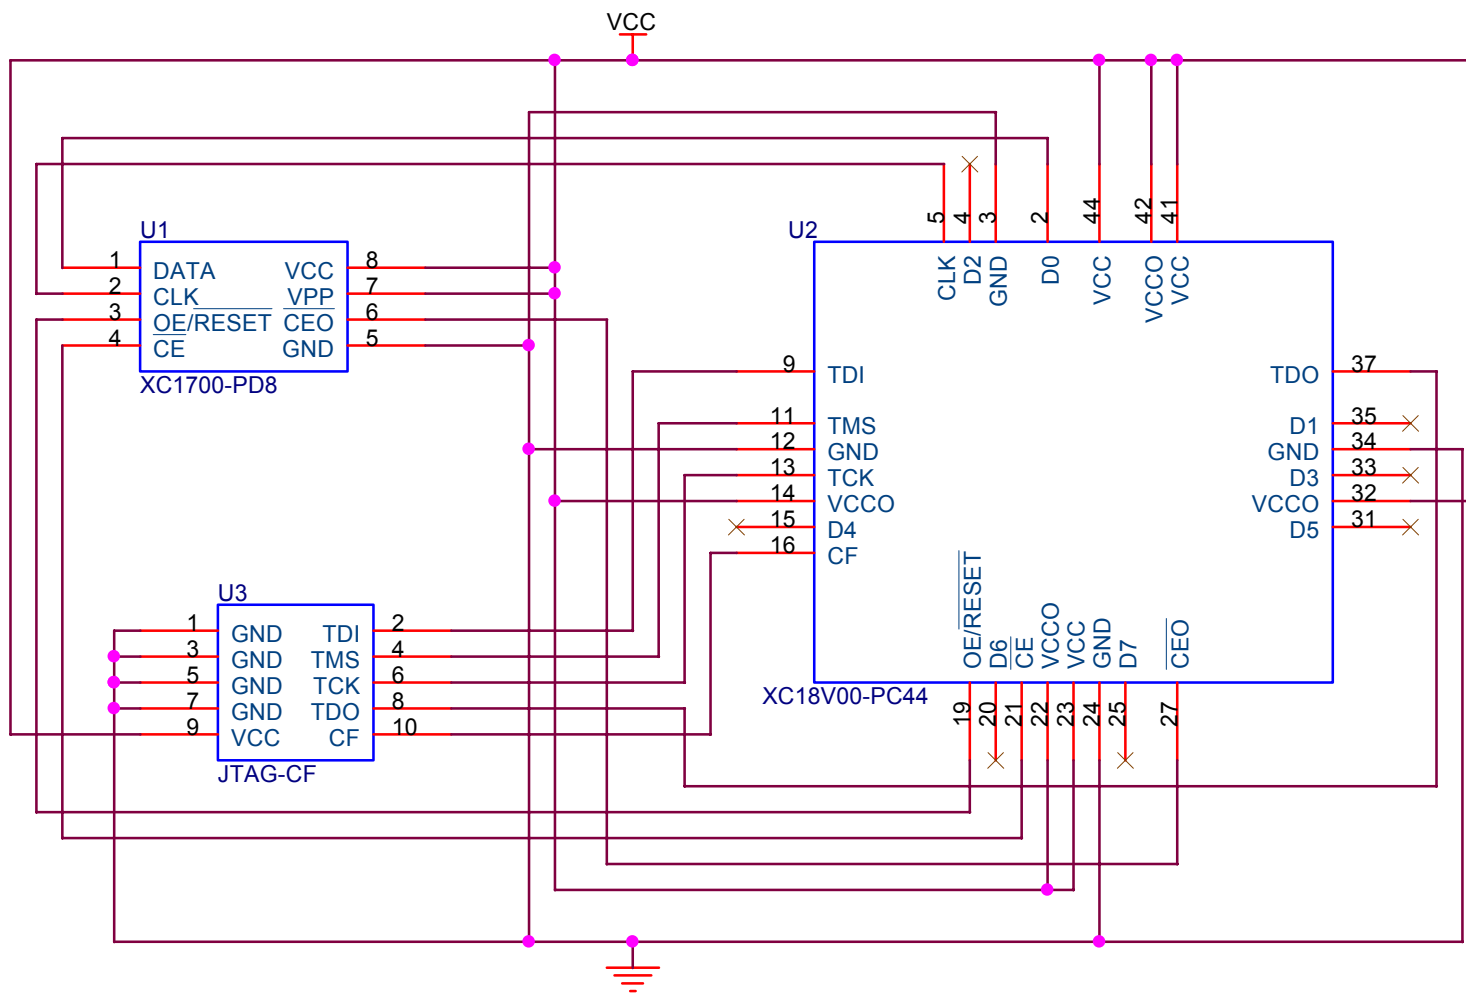 VCC
U1
1 DATA VCC 8
2 CLK VPP 7
3 OE/RESET CEO 6
4 CE GND 5
XC1700-PD8
U2
5 4 3 2 44 42 41
CLK D2 GND D0 VCC VCCO VCC
9 TDI TDO 37
11 TMS D1 35
12 GND GND 34
13 TCK D3 33
14 VCCO VCCO 32
15 D4 D5 31
16 CF
OE/RESET D6 CE VCCO VCC GND D7 CEO
19 20 21 22 23 24 25 27
XC18V00-PC44
U3
1 GND TDI 2
3 GND TMS 4
5 GND TCK 6
7 GND TDO 8
9 VCC CF 10
JTAG-CF